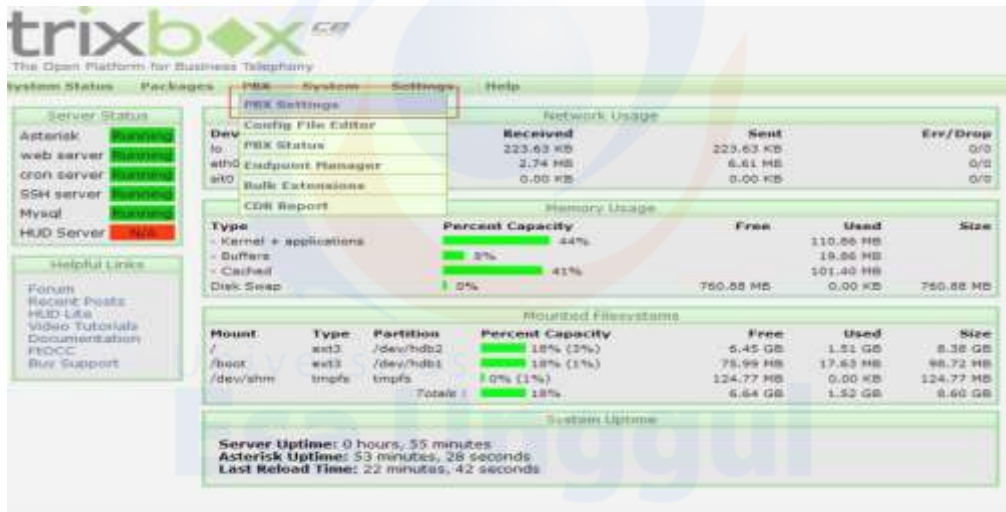 trixbox CE
The Open Platform for Business Telephony
System Status Packages PBX System Settings Help
PBX Settings
Config File Editor
PBX Status
Endpoint Manager
Bulk Extensions
CDR Report
Server Status
Asterisk Running
web server Running
cron server Running
SSH server Running
Mysql Running
HUD Server N/A
Helpful Links
Forum
Recent Posts
HUD Lite
Video Tutorials
Documentation
FtOCC
Buy Support
Network Usage
Dev Received Sent Err/Drop
lo 223.63 KB 223.63 KB 0/0
eth0 2.74 MB 6.61 MB 0/0
sit0 0.00 KB 0.00 KB 0/0
Memory Usage
Type Percent Capacity Free Used Size
- Kernel + applications 44% 110.86 MB
- Buffers 8% 19.86 MB
- Cached 41% 101.40 MB
Disk Swap 0% 760.88 MB 0.00 KB 760.88 MB
Mounted Filesystems
Mount Type Partition Percent Capacity Free Used Size
/ ext3 /dev/hdb2 18% (3%) 6.45 GB 1.51 GB 8.38 GB
/boot ext3 /dev/hdb1 18% (1%) 75.99 MB 17.63 MB 98.72 MB
/dev/shm tmpfs tmpfs 0% (1%) 124.77 MB 0.00 KB 124.77 MB
Totals : 18% 6.64 GB 1.52 GB 8.60 GB
System Uptime
Server Uptime: 0 hours, 55 minutes
Asterisk Uptime: 53 minutes, 28 seconds
Last Reload Time: 22 minutes, 42 seconds